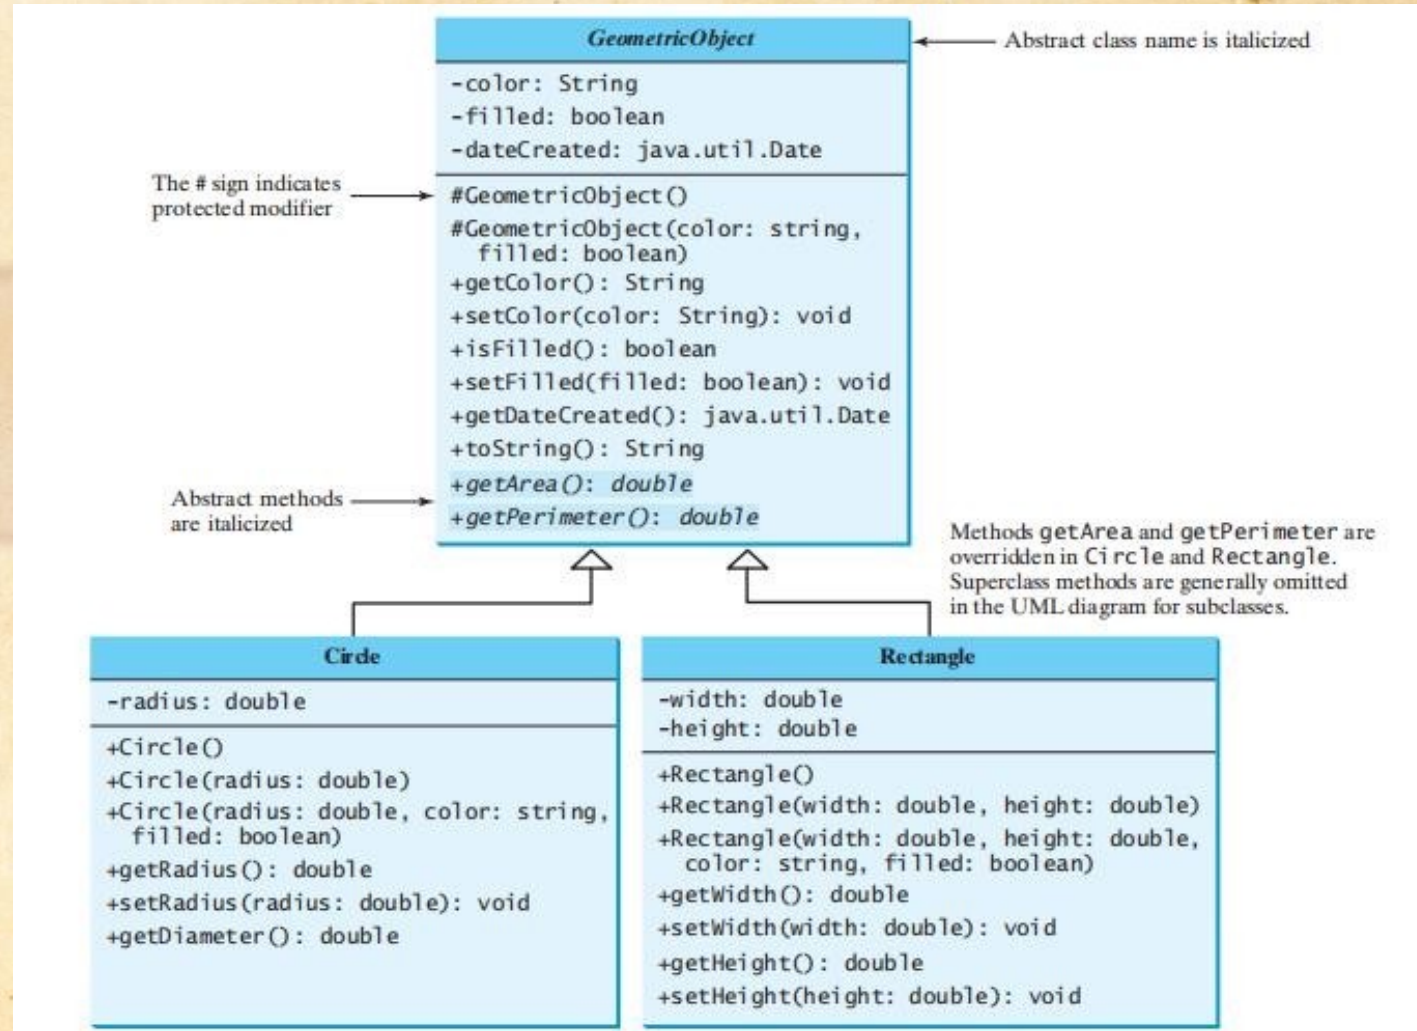 GeometricObject
Abstract class name is italicized
-color: String
-filled: boolean
-dateCreated: java.util.Date
The # sign indicates
protected modifier
#GeometricObject()
#GeometricObject(color: string,
filled: boolean)
+getColor(): String
+setColor(color: String): void
+isFilled(): boolean
+setFilled(filled: boolean): void
+getDateCreated(): java.util.Date
+toString(): String
Abstract methods
are italicized
+getArea(): double
+getPerimeter(): double
Methods getArea and getPerimeter are
overridden in Circle and Rectangle.
Superclass methods are generally omitted
in the UML diagram for subclasses.
Circle
-radius: double
+Circle()
+Circle(radius: double)
+Circle(radius: double, color: string,
filled: boolean)
+getRadius(): double
+setRadius(radius: double): void
+getDiameter(): double
Rectangle
-width: double
-height: double
+Rectangle()
+Rectangle(width: double, height: double)
+Rectangle(width: double, height: double,
color: string, filled: boolean)
+getWidth(): double
+setWidth(width: double): void
+getHeight(): double
+setHeight(height: double): void